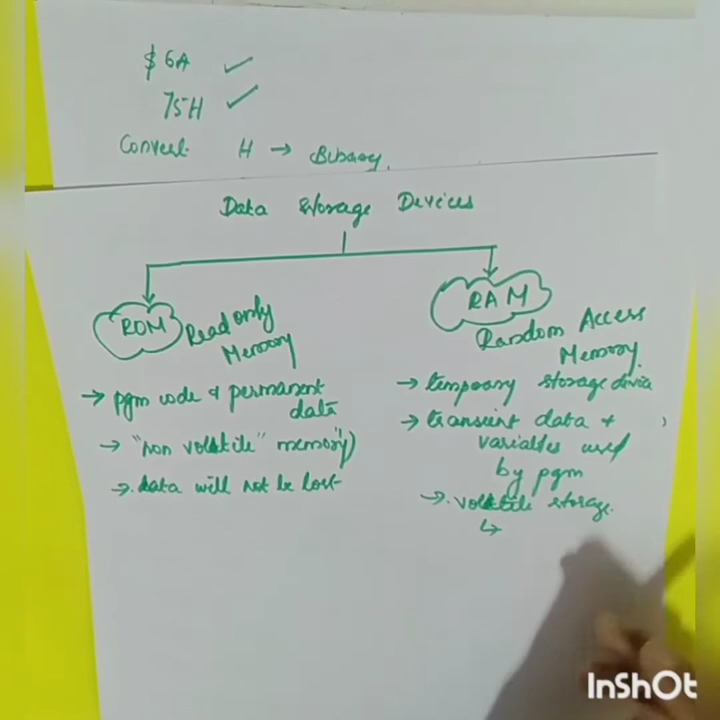 $6A ✓
75H ✓
Convert H → Binary.
Data Storage Devices
ROM Read only
Memory
→ pgm code & permanent
data
→ "non volatile" memory)
→ data will not be lost
RAM
Random Access
Memory.
→ temporary storage device
→ transient data +
variables used
by pgm
→ volatile storage.
↳
InShOt